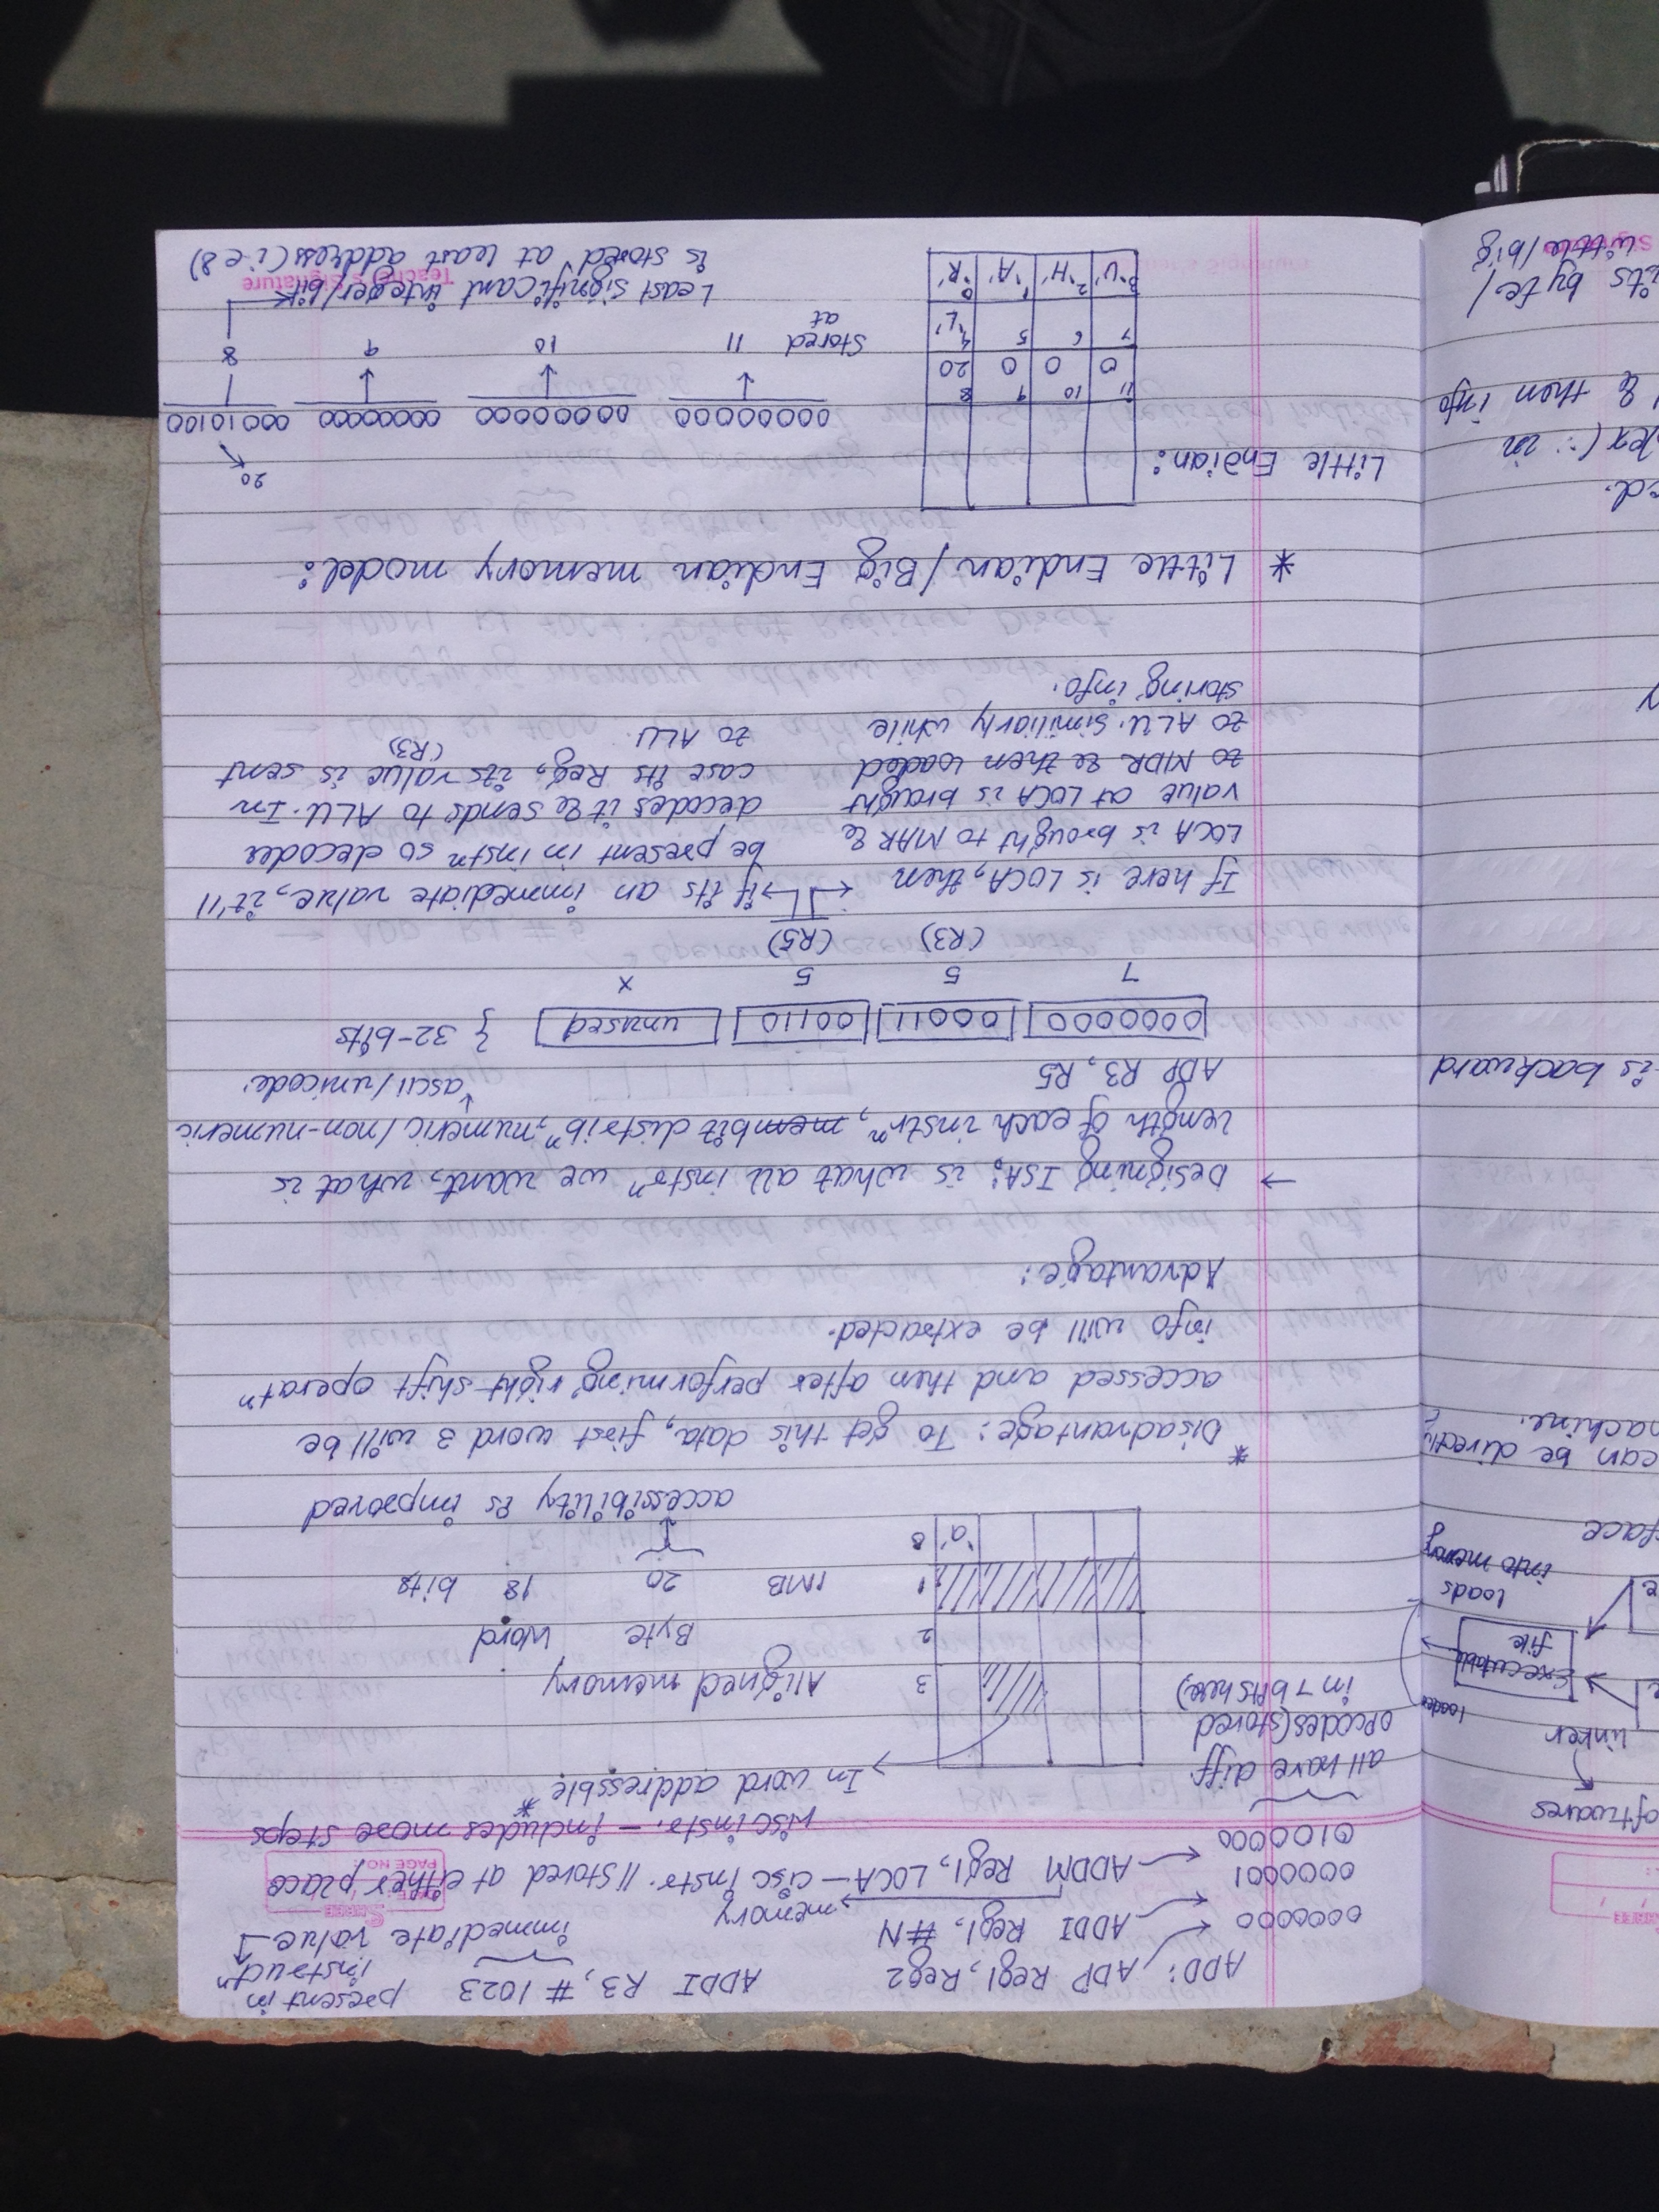 oftwares
linker
loader
Executable
file
loads
into memory
face
can be directly
machine.
is backward
ed.
lex (∵ in
& then info
its byte/
little/big
ADD: ADP Reg1, Reg2
ADDI R3, # 1023 present in instructⁿ
immediate value
0000000
ADDI Reg1, #N
memory
0000001
ADDM Reg1, LOCA – cisc instr. // stored at either place
0100000
risc instr. – includes more steps
SHREE
PAGE NO.:
all have diff.
opcodes (stored
in 7 bits here)
In word addressble *
3
2
1
'a' 0
Aligned memory
Byte Word
1MB 20 18 bits
accessibility is improved
* Disadvantage: To get this data, first word 3 will be
accessed and then after performing right shift operatⁿ
info will be extracted.
Advantage:
→ Designing ISA: is what all instrⁿ we want, what is
length of each instrⁿ, mem bit distribⁿ, numeric/non-numeric
ascii/unicode.
ADP R3, R5
0000000 00011 00110 unused } 32-bits
7 5 5 x
(R3) (R5)
If here is LOCA, then
LOCA is brought to MAR &
value at LOCA is brought
to MDR & then loaded
to ALU. Similiarly while
storing info.
if its an immediate value, it'll
be present in instⁿ so decoder
decodes it & sends to ALU. In
case its Reg, its value is sent
(R3)
to ALU.
* Little Endian / Big Endian memory model:
Little Endian:
11 10 9 8
0 0 0 20
7 6 5 4
'L'
3 'U' 2 'H' 1 'A' 0 'R'
20
00000000 00000000 0000000 00010100
Stored at 11 10 9 8
Least significant integer/bit
is stored at least address (i e 8)
Teacher's Signature